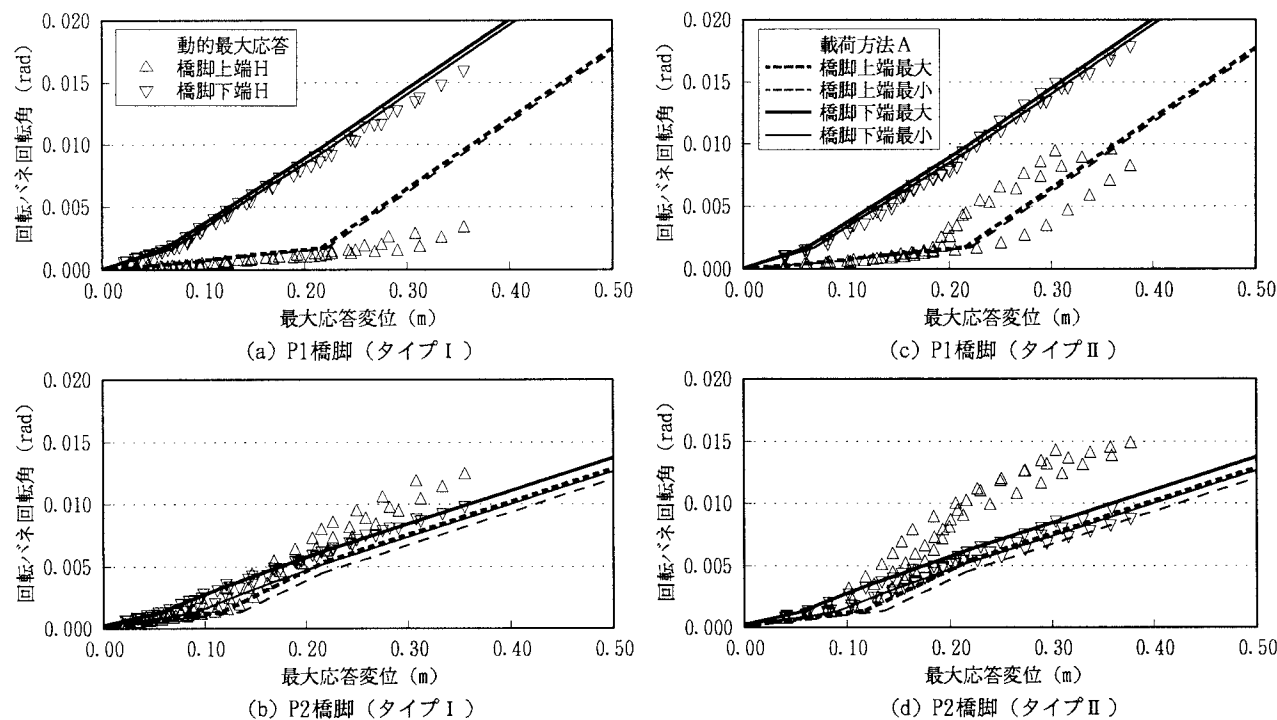 回転バネ回転角 (rad)
0.020
0.015
0.010
0.005
0.000
動的最大応答
橋脚上端H
橋脚下端H
0.00 0.10 0.20 0.30 0.40 0.50
最大応答変位 (m)
(a) P1橋脚 (タイプⅠ)
回転バネ回転角 (rad)
0.020
0.015
0.010
0.005
0.000
載荷方法A
橋脚上端最大
橋脚上端最小
橋脚下端最大
橋脚下端最小
0.00 0.10 0.20 0.30 0.40 0.50
最大応答変位 (m)
(c) P1橋脚 (タイプⅡ)
回転バネ回転角 (rad)
0.020
0.015
0.010
0.005
0.000
0.00 0.10 0.20 0.30 0.40 0.50
最大応答変位 (m)
(b) P2橋脚 (タイプⅠ)
回転バネ回転角 (rad)
0.020
0.015
0.010
0.005
0.000
0.00 0.10 0.20 0.30 0.40 0.50
最大応答変位 (m)
(d) P2橋脚 (タイプⅡ)